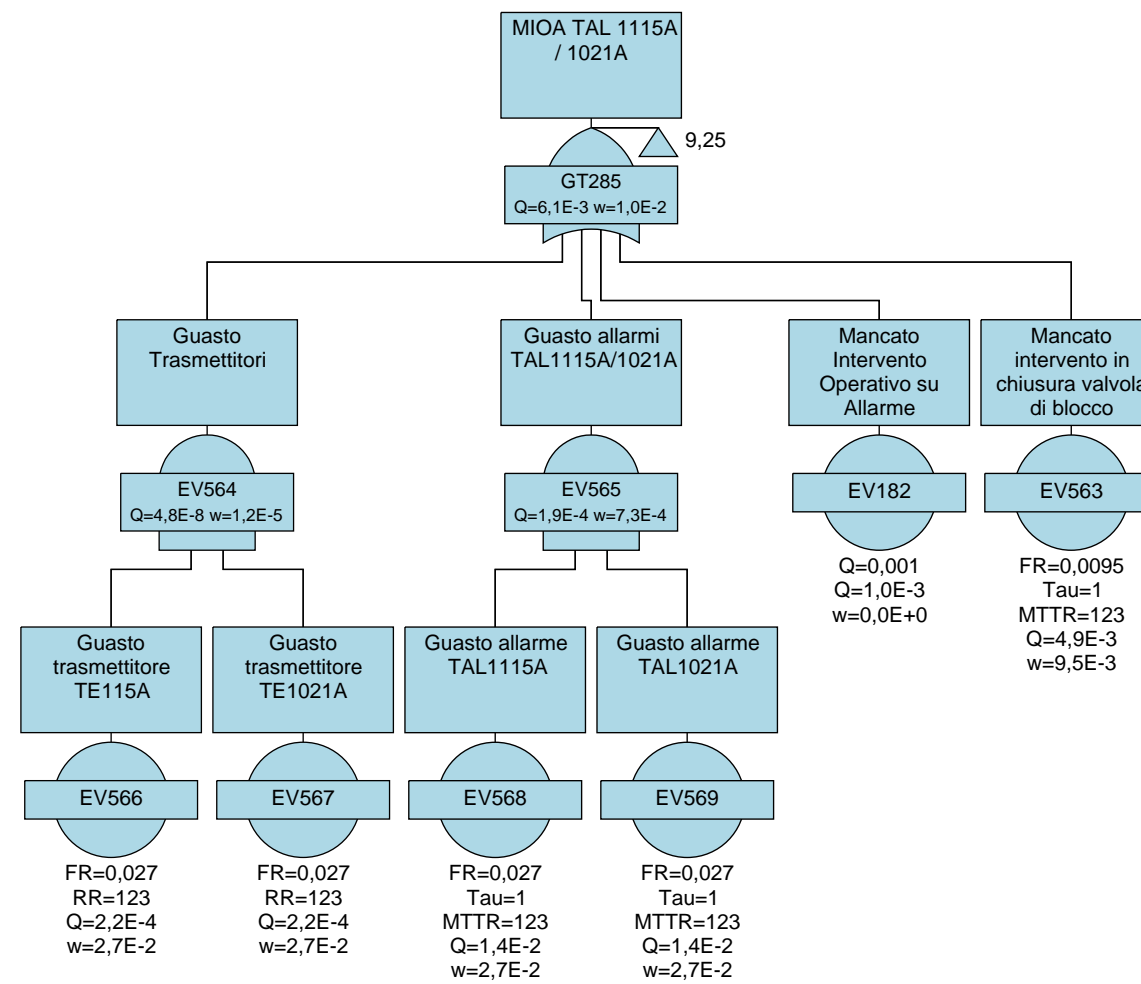 MIOA TAL 1115A
/ 1021A
9,25
GT285
Q=6,1E-3 w=1,0E-2
Guasto
Trasmettitori
EV564
Q=4,8E-8 w=1,2E-5
Guasto allarmi
TAL1115A/1021A
EV565
Q=1,9E-4 w=7,3E-4
Mancato
Intervento
Operativo su
Allarme
EV182
Q=0,001
Q=1,0E-3
w=0,0E+0
Mancato
intervento in
chiusura valvola
di blocco
EV563
FR=0,0095
Tau=1
MTTR=123
Q=4,9E-3
w=9,5E-3
Guasto
trasmettitore
TE115A
EV566
FR=0,027
RR=123
Q=2,2E-4
w=2,7E-2
Guasto
trasmettitore
TE1021A
EV567
FR=0,027
RR=123
Q=2,2E-4
w=2,7E-2
Guasto allarme
TAL1115A
EV568
FR=0,027
Tau=1
MTTR=123
Q=1,4E-2
w=2,7E-2
Guasto allarme
TAL1021A
EV569
FR=0,027
Tau=1
MTTR=123
Q=1,4E-2
w=2,7E-2